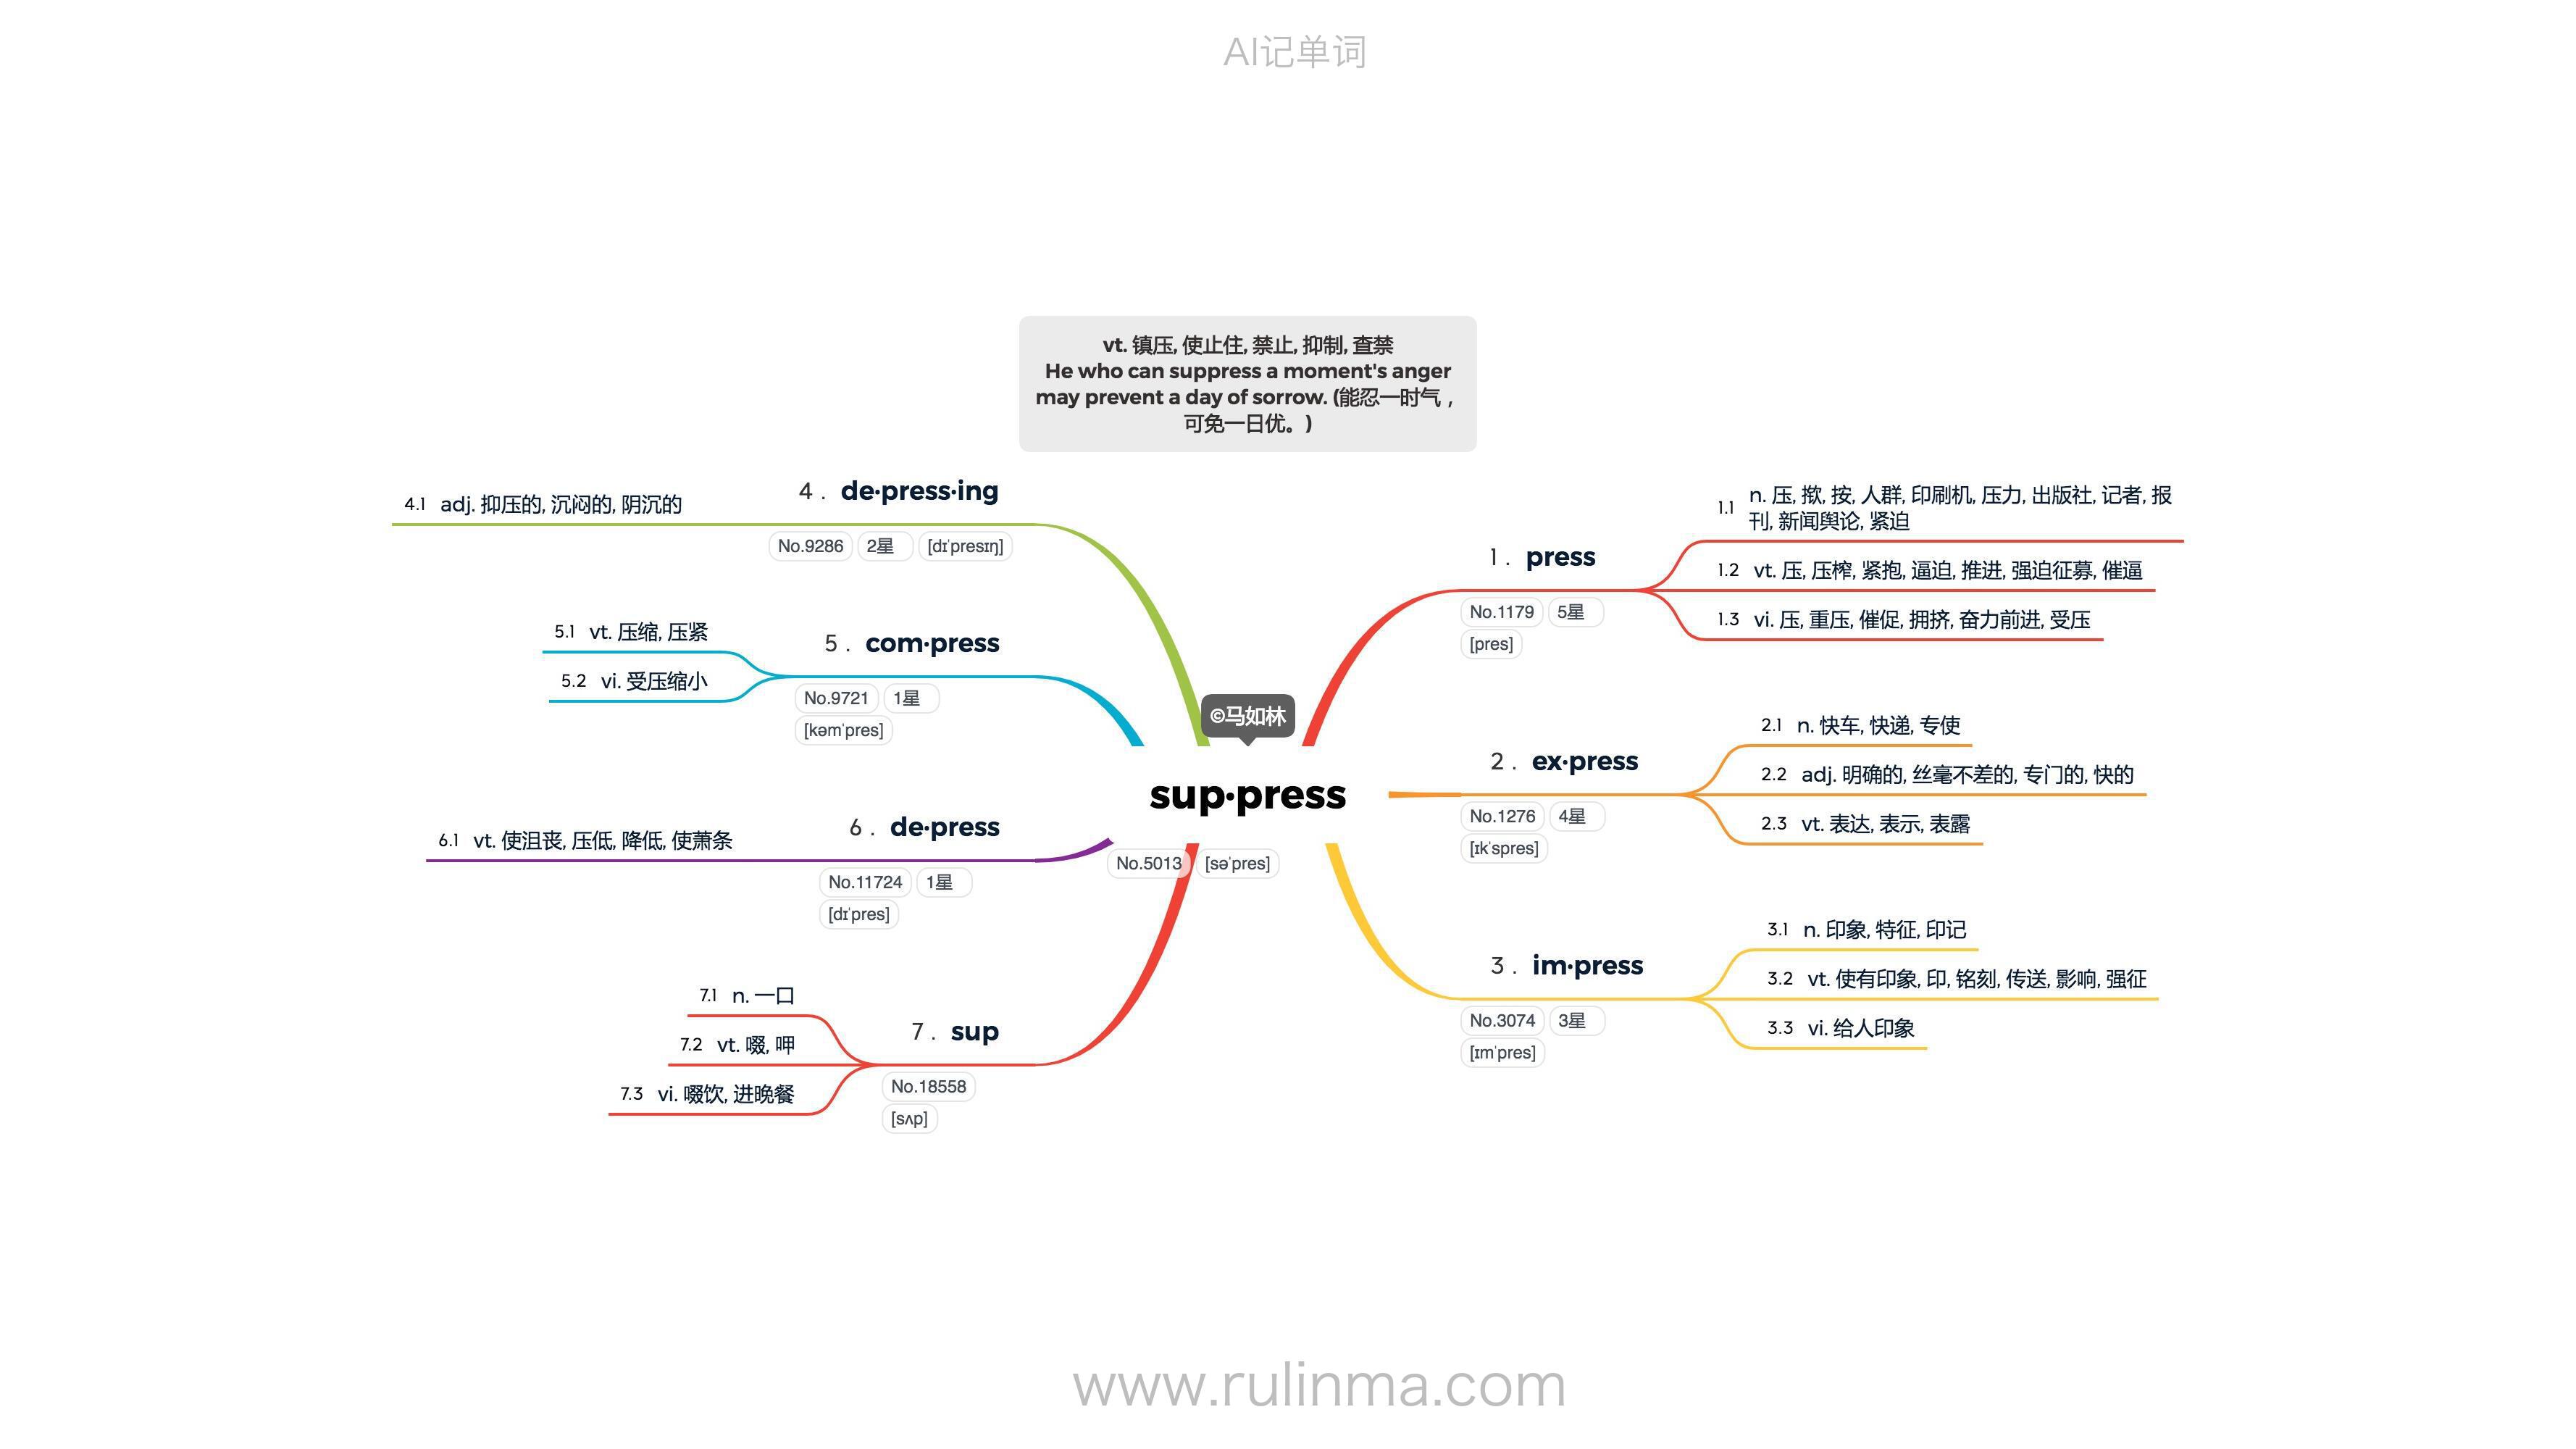 AI记单词
vt. 镇压, 使止住, 禁止, 抑制, 查禁
He who can suppress a moment's anger
may prevent a day of sorrow. (能忍一时气，
可免一日优。)
©马如林
sup·press
No.5013 [səˈpres]
1 . press
No.1179 5星
[pres]
1.1 n. 压, 揿, 按, 人群, 印刷机, 压力, 出版社, 记者, 报
刊, 新闻舆论, 紧迫
1.2 vt. 压, 压榨, 紧抱, 逼迫, 推进, 强迫征募, 催逼
1.3 vi. 压, 重压, 催促, 拥挤, 奋力前进, 受压
2 . ex·press
No.1276 4星
[ɪkˈspres]
2.1 n. 快车, 快递, 专使
2.2 adj. 明确的, 丝毫不差的, 专门的, 快的
2.3 vt. 表达, 表示, 表露
3 . im·press
No.3074 3星
[ɪmˈpres]
3.1 n. 印象, 特征, 印记
3.2 vt. 使有印象, 印, 铭刻, 传送, 影响, 强征
3.3 vi. 给人印象
4 . de·press·ing
No.9286 2星 [dɪˈpresɪŋ]
4.1 adj. 抑压的, 沉闷的, 阴沉的
5 . com·press
No.9721 1星
[kəmˈpres]
5.1 vt. 压缩, 压紧
5.2 vi. 受压缩小
6 . de·press
No.11724 1星
[dɪˈpres]
6.1 vt. 使沮丧, 压低, 降低, 使萧条
7 . sup
No.18558
[sʌp]
7.1 n. 一口
7.2 vt. 啜, 呷
7.3 vi. 啜饮, 进晚餐
www.rulinma.com